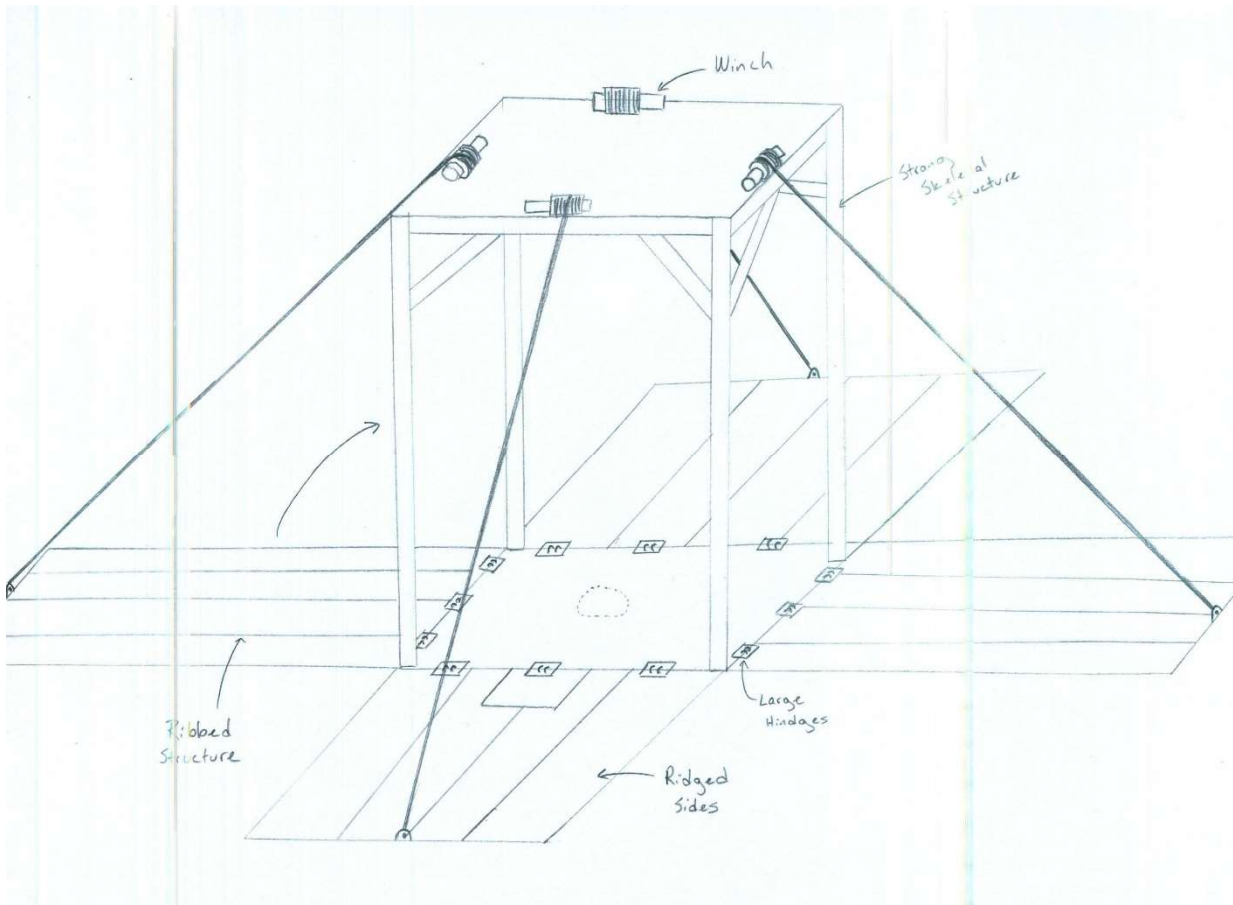 Winch
Strong
Skeletal
Structure
Ribbed
Structure
Large
Hindges
Ridged
Sides